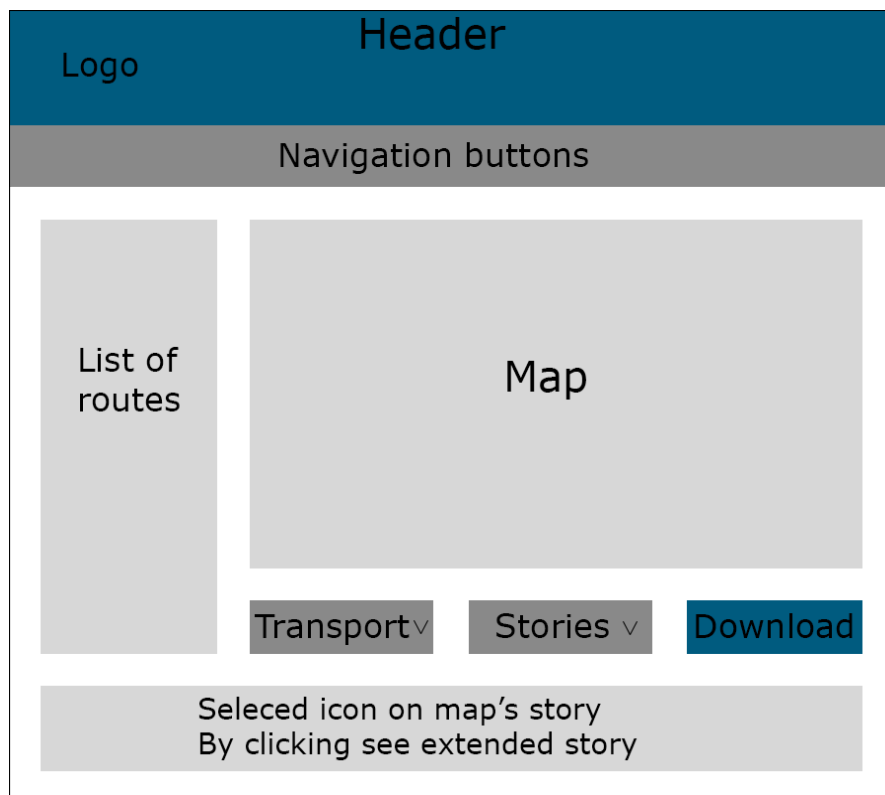 Header
Logo
Navigation buttons
List of
routes
Map
Transport
Stories
Download
Seleced icon on map’s story
By clicking see extended story